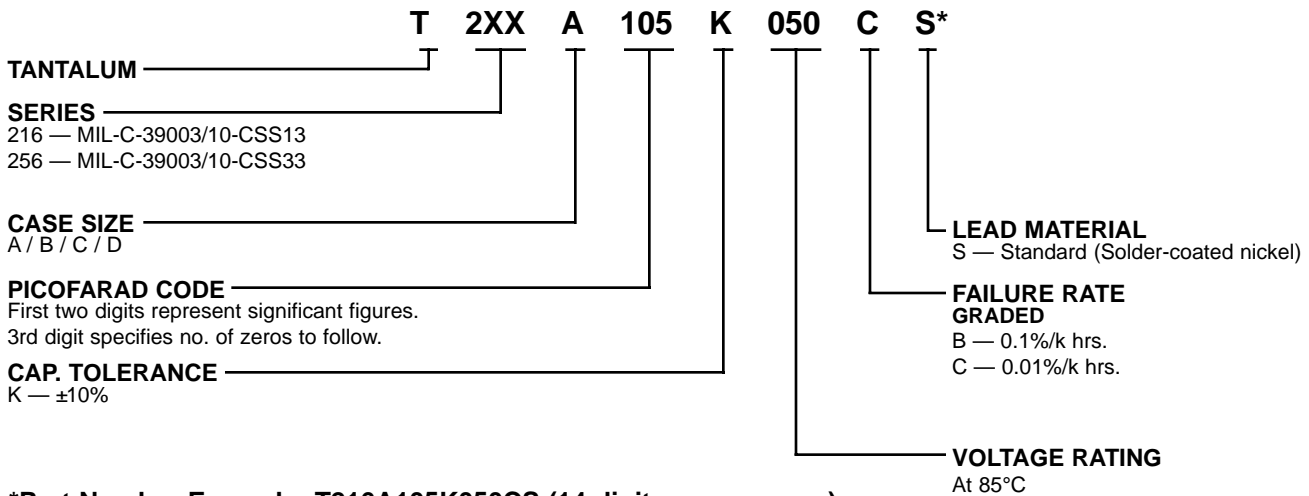 T 2XX A 105 K 050 C S*
TANTALUM
SERIES
216 — MIL-C-39003/10-CSS13
256 — MIL-C-39003/10-CSS33
CASE SIZE
A / B / C / D
PICOFARAD CODE
First two digits represent significant figures.
3rd digit specifies no. of zeros to follow.
CAP. TOLERANCE
K — ±10%
LEAD MATERIAL
S — Standard (Solder-coated nickel)
FAILURE RATE
GRADED
B — 0.1%/k hrs.
C — 0.01%/k hrs.
VOLTAGE RATING
At 85°C